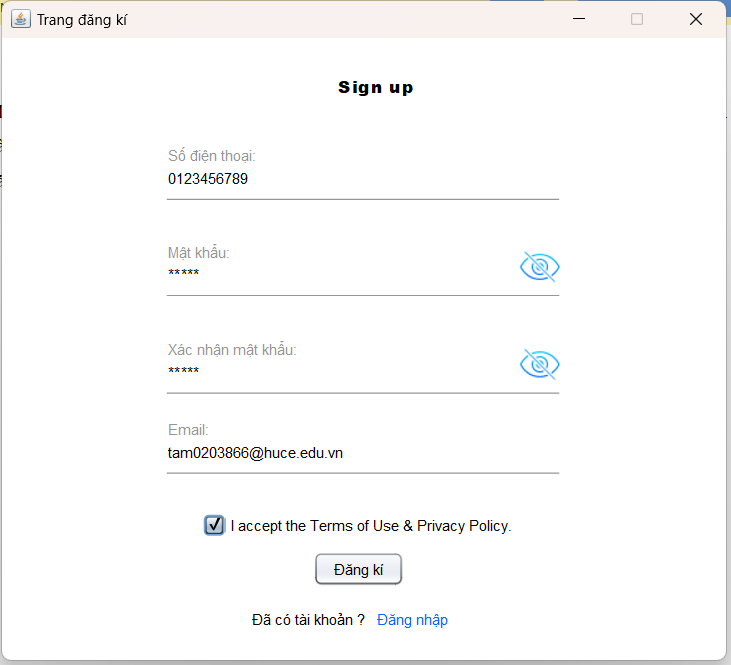 Trang đăng kí
Sign up
Số điện thoại:
0123456789
Mật khẩu:
*****
Xác nhận mật khẩu:
*****
Email:
tam0203866@huce.edu.vn
I accept the Terms of Use & Privacy Policy.
Đăng kí
Đã có tài khoản ? Đăng nhập